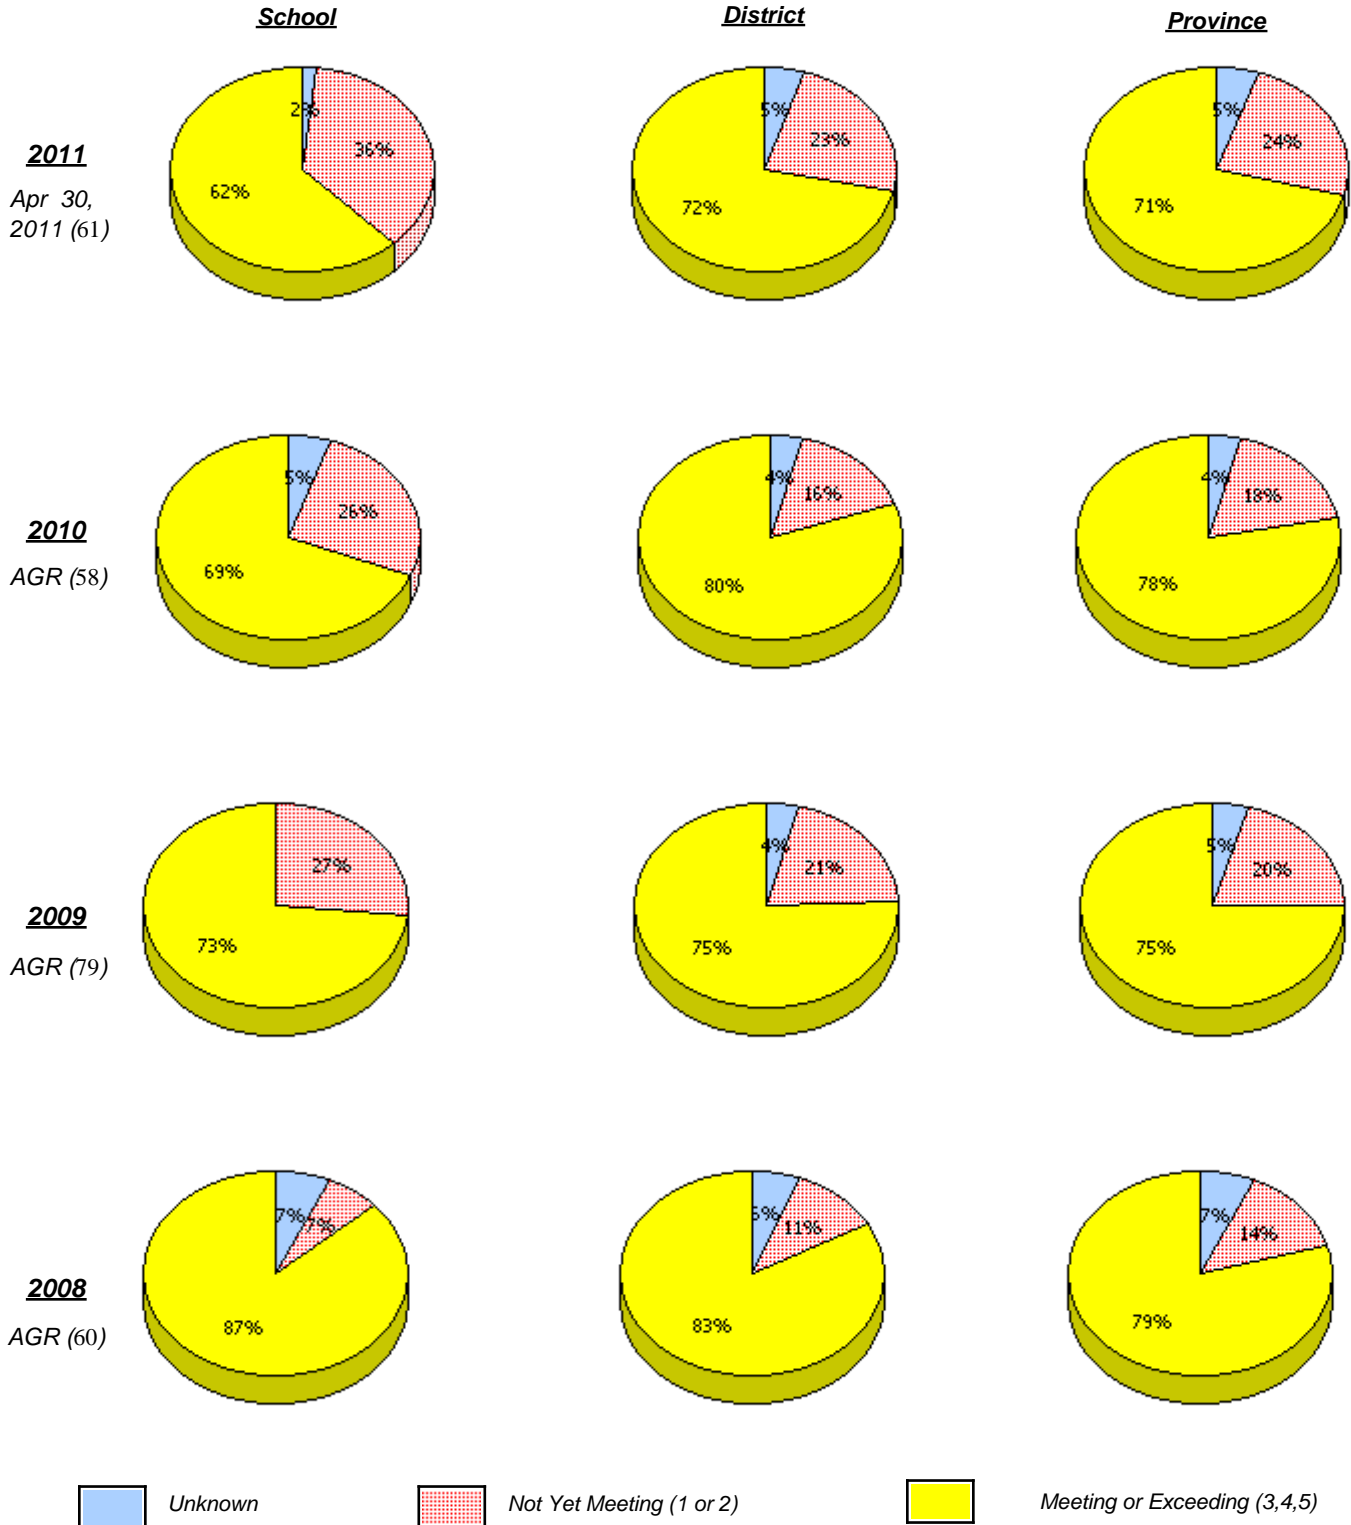 School District Province
2% 36% 62%
5% 23% 72%
5% 24% 71%
2011
Apr 30,
2011 (61)
5% 26% 69%
4% 16% 80%
4% 18% 78%
2010
AGR (58)
27% 73%
4% 21% 75%
5% 20% 75%
2009
AGR (79)
7% 7% 87%
11% 83%
7% 14% 79%
2008
AGR (60)
Unknown Not Yet Meeting (1 or 2) Meeting or Exceeding (3,4,5)